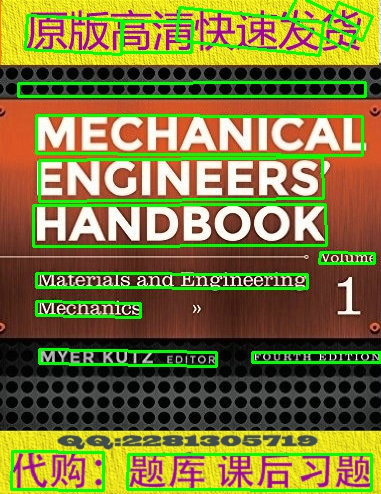 原版高清快速发货
MECHANICAL
ENGINEERS'
HANDBOOK
Volume
Materials and Engineering
1
Mechanics »
MYER KUTZ EDITOR
FOURTH EDITION
QQ:2281305719
代购: 题库 课后习题